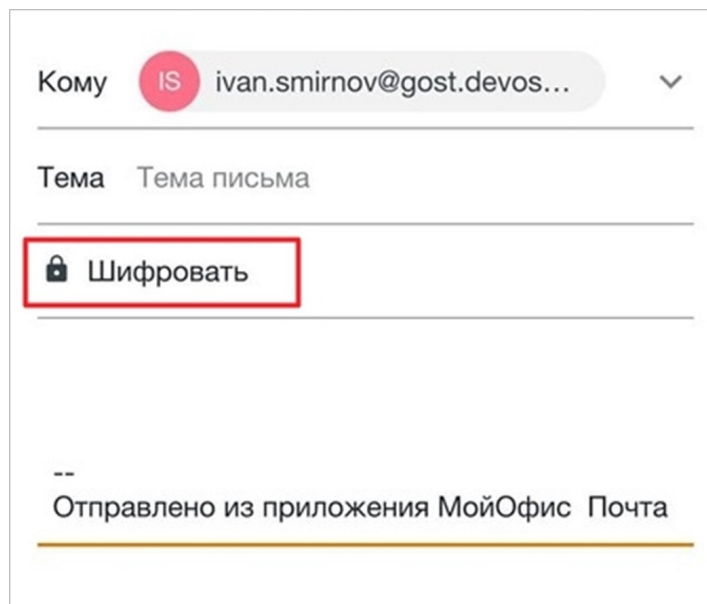 Кому IS ivan.smirnov@gost.devos...
Тема Тема письма
Шифровать
--
Отправлено из приложения МойОфис Почта